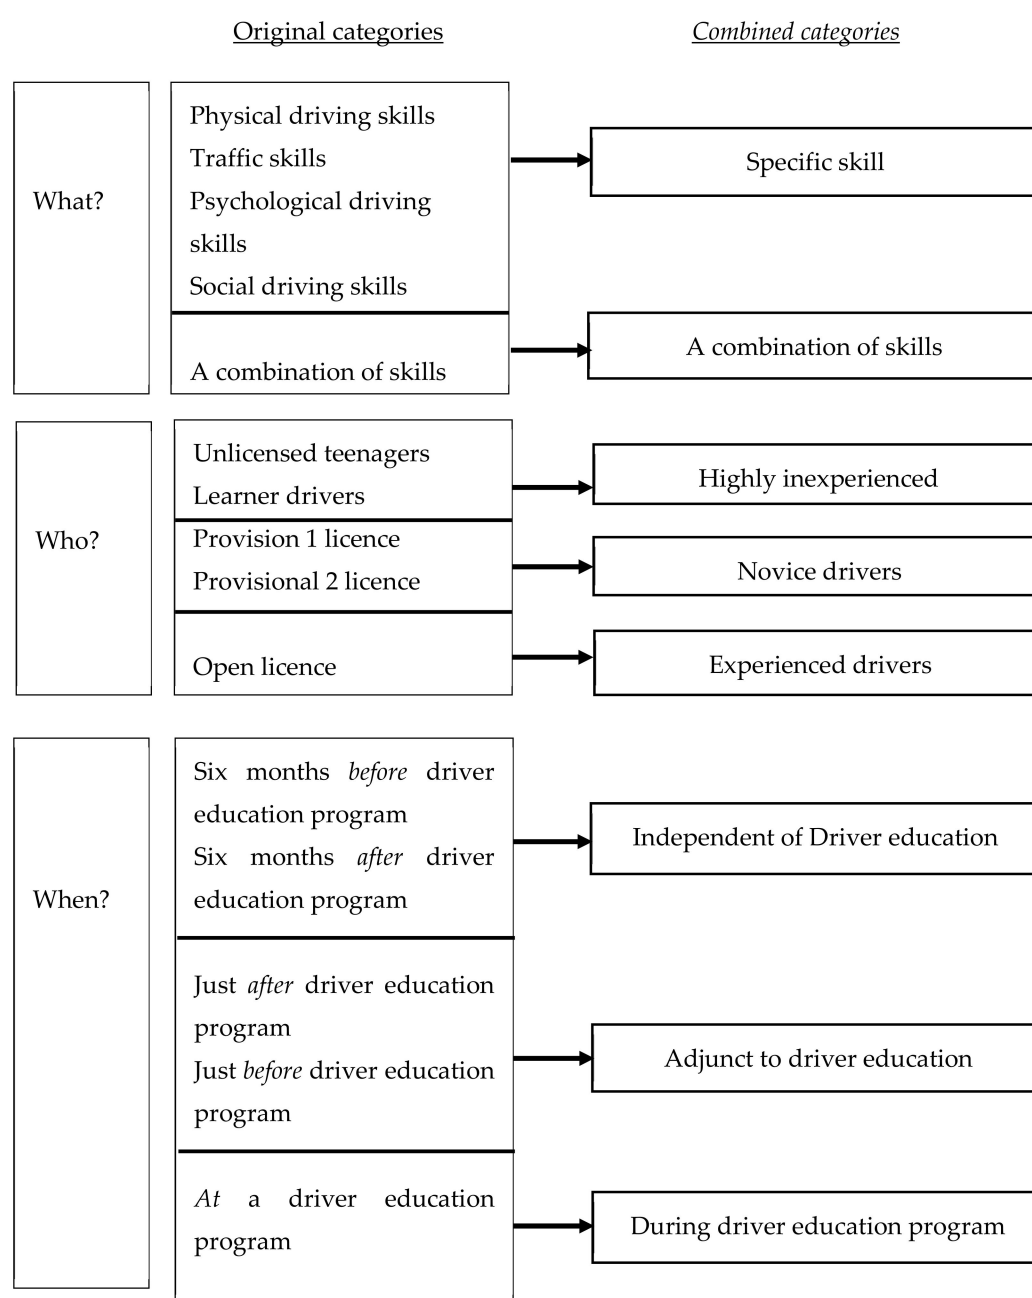 Original categories
Combined categories
What?
Physical driving skills
Traffic skills
Psychological driving
skills
Social driving skills
A combination of skills
Specific skill
A combination of skills
Who?
Unlicensed teenagers
Learner drivers
Provision 1 licence
Provisional 2 licence
Open licence
Highly inexperienced
Novice drivers
Experienced drivers
When?
Six months before driver
education program
Six months after driver
education program
Just after driver education
program
Just before driver education
program
At a driver education
program
Independent of Driver education
Adjunct to driver education
During driver education program